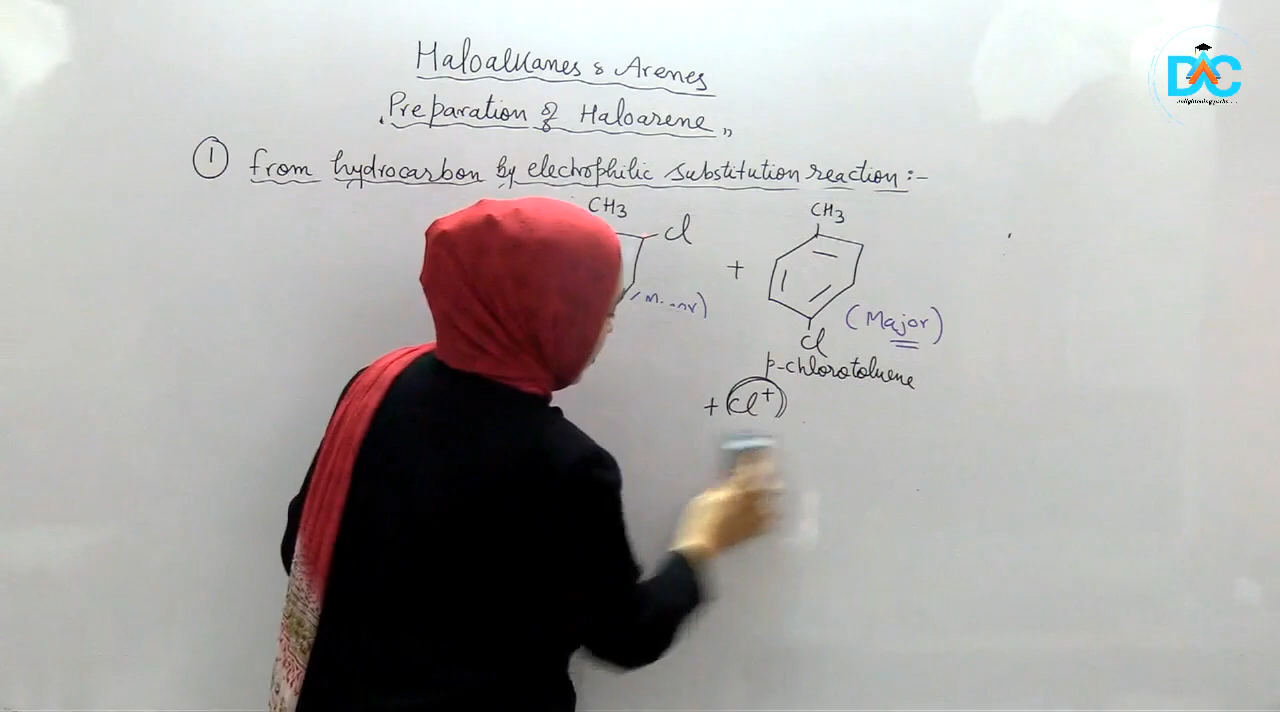 Haloalkanes & Arenes
Preparation of Haloarene
① from hydrocarbon by electrophilic substitution reaction :-
CH3
Cl
+
CH3
(Major)
Cl
p-chlorotoluene
+ Cl+
DAC